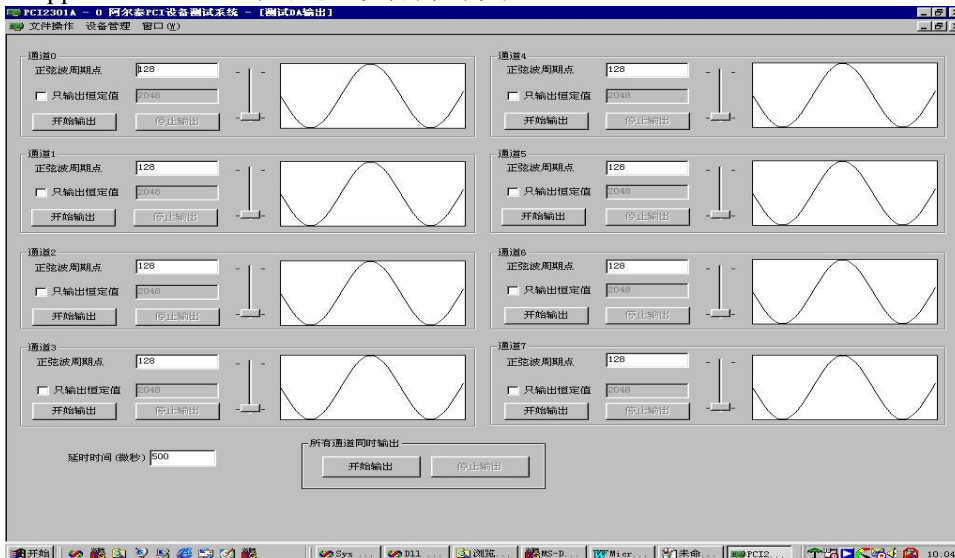 PCI2301A - 0 阿尔泰PCI设备测试系统 - [测试DA输出]
文件操作 设备管理 窗口(W)
通道0
正弦波周期点 128
只输出恒定值 2048
开始输出 停止输出
通道1
正弦波周期点 128
只输出恒定值 2048
开始输出 停止输出
通道2
正弦波周期点 128
只输出恒定值 2048
开始输出 停止输出
通道3
正弦波周期点 128
只输出恒定值 2048
开始输出 停止输出
通道4
正弦波周期点 128
只输出恒定值 2048
开始输出 停止输出
通道5
正弦波周期点 128
只输出恒定值 2048
开始输出 停止输出
通道6
正弦波周期点 128
只输出恒定值 2048
开始输出 停止输出
通道7
正弦波周期点 128
只输出恒定值 2048
开始输出 停止输出
延时时间(微秒) 500
所有通道同时输出
开始输出 停止输出
开始 Sys ... Dll ... 浏览... MS-D... Micr... 未命... PCI2... 10:04